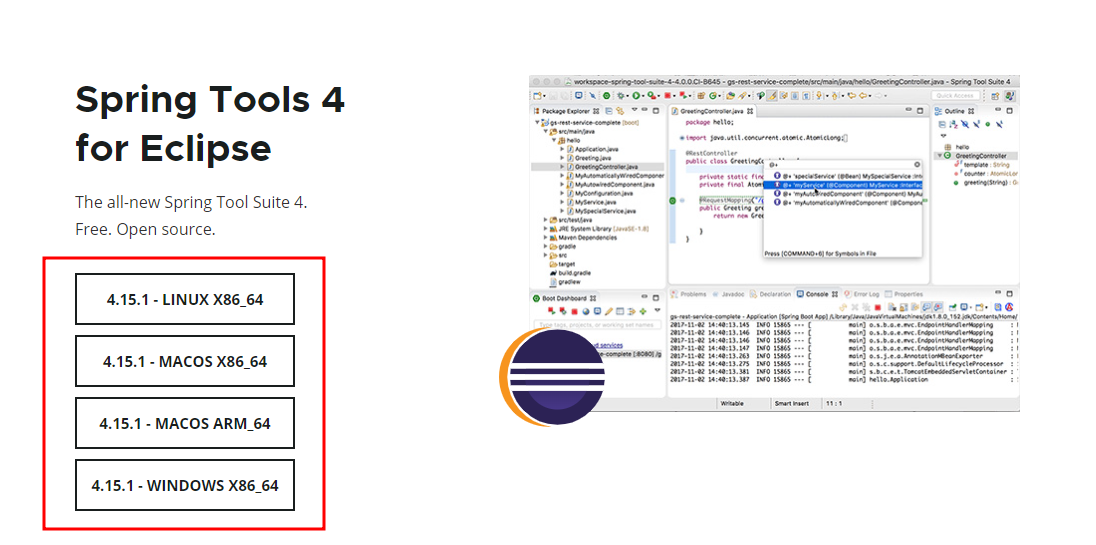 Spring Tools 4
for Eclipse
The all-new Spring Tool Suite 4.
Free. Open source.
4.15.1 - LINUX X86_64
4.15.1 - MACOS X86_64
4.15.1 - MACOS ARM_64
4.15.1 - WINDOWS X86_64
workspace-spring-tool-suite-4-4.0.0.CI-B645 - gs-rest-service-complete/src/main/java/hello/GreetingController.java - Spring Tool Suite 4
Quick Access
Package Explorer
gs-rest-service-complete [boot]
src/main/java
hello
Application.java
Greeting.java
GreetingController.java
MyAutomaticallyWiredComponent
MyAutowiredComponent.java
MyConfiguration.java
MyService.java
MySpecialService.java
src/test/java
JRE System Library [JavaSE-1.8]
Maven Dependencies
gradle
src
target
build.gradle
gradlew
GreetingController.java
package hello;
import java.util.concurrent.atomic.AtomicLong;
@RestController
public class GreetingController {
private static fin
private final Atom
@RequestMapping("/g
public Greeting gre
return new Gr
}
}
@+
@+ 'specialService' (@Bean) MySpecialService
@+ 'myService' (@Component) MyService
@+ 'myAutowiredComponent' (@Component) MyAu
@+ 'myAutomaticallyWiredComponent' (@Compone
Press [COMMAND+6] for Symbols in File
Outline
hello
GreetingController
template : String
counter : AtomicLon
greeting(String) : G
Boot Dashboard
Type tags, projects, or working set names
ud services
ice-complete [:8080]
Problems
Javadoc
Declaration
Console
Error Log
Properties
gs-rest-service-complete - Application [Spring Boot App] /Library/Java/JavaVirtualMachines/jdk1.8.0_152.jdk/Contents/Home/
2017-11-02 14:40:13.145 INFO 15865 --- [ main] o.s.b.a.e.mvc.EndpointHandlerMapping :
2017-11-02 14:40:13.146 INFO 15865 --- [ main] o.s.b.a.e.mvc.EndpointHandlerMapping :
2017-11-02 14:40:13.146 INFO 15865 --- [ main] o.s.b.a.e.mvc.EndpointHandlerMapping :
2017-11-02 14:40:13.147 INFO 15865 --- [ main] o.s.b.a.e.mvc.EndpointHandlerMapping :
2017-11-02 14:40:13.263 INFO 15865 --- [ main] o.s.j.e.a.AnnotationMBeanExporter :
2017-11-02 14:40:13.275 INFO 15865 --- [ main] o.s.c.support.DefaultLifecycleProcessor :
2017-11-02 14:40:13.381 INFO 15865 --- [ main] s.b.c.e.t.TomcatEmbeddedServletContainer :
2017-11-02 14:40:13.387 INFO 15865 --- [ main] hello.Application :
Writable
Smart Insert
11 : 1